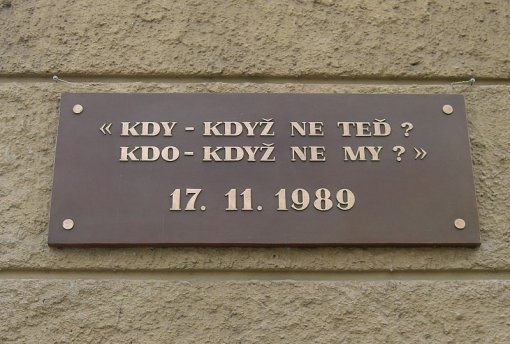 « KDY - KDYŽ NE TEĎ ?
KDO - KDYŽ NE MY ? »
17. 11. 1989